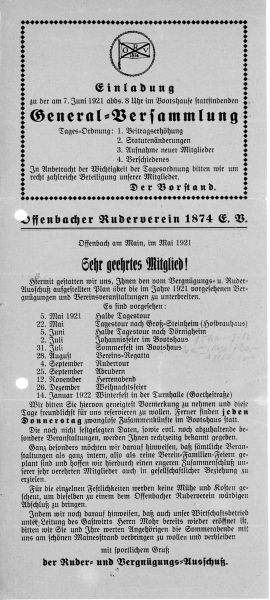 O R V
1874
Einladung
zu der am 7. Juni 1921 abds. 8 Uhr im Bootshause stattfindenden
General-Versammlung
Tages-Ordnung: 1. Beitragserhöhung
2. Statutenänderungen
3. Aufnahme neuer Mitglieder
4. Verschiedenes
In Anbetracht der Wichtigkeit der Tagesordnung bitten wir um
recht zahlreiche Beteiligung unserer Mitglieder.
Der Vorstand.
Offenbacher Ruderverein 1874 E. V.
Offenbach am Main, im Mai 1921
Sehr geehrtes Mitglied!
Hiermit gestatten wir uns, Ihnen den vom Vergnügungs- u. Ruder-
Ausschuß aufgestellten Plan über die im Jahre 1921 vorgesehenen Ver-
gnügungen und Vereinsveranstaltungen zu unterbreiten.
Es sind vorgesehen:
5. Mai 1921 Halbe Tagestour
22. Mai Tagestour nach Groß-Steinheim (Hofbrauhaus)
5. Juni Halbe Tagestour nach Dörnigheim
2. Juli Johannisfeier im Bootshaus
31. Juli Sommerfest im Bootshaus
28. August Vereins-Regatta
4. September Rudertour
25. September Abrudern
12. November Herrenabend
26. Dezember Weihnachtsfeier
14. Januar 1922 Winterfest in der Turnhalle (Goethestraße)
Wir bitten Sie hiervon geneigtest Vormerkung zu nehmen und diese
Tage freundlichst für uns reservieren zu wollen. Ferner finden jeden
Donnerstag zwanglose Zusammenkünfte im Bootshaus statt.
Die noch nicht festgelegten Daten, sowie evtl. noch abzuhaltende be-
sondere Veranstaltungen, werden Ihnen rechtzeitig bekannt gegeben.
Ganz besonders möchten wir darauf hinweisen, daß sämtliche Veran-
staltungen als ganz intern, also als reine Vereins-Familien-Feiern ge-
plant sind und hoffen wir hierdurch einen engeren Zusammenschluß un-
serer sehr verehrten Mitglieder auch in gesellschaftlicher Beziehung zu
erzielen.
Für die einzelnen Festlichkeiten werden keine Mühe und Kosten ge-
scheut, um dieselben zu einem dem Offenbacher Ruderverein würdigen
Abschluß zu bringen.
Indem wir noch darauf hinweisen, daß auch unser Wirtschaftsbetrieb
unter Leitung des Gastwirts Herrn Mohr bereits wieder eröffnet ist,
bitten wir Sie und Ihre werten Angehörigen die Sommerabende mit
uns am schönen Mainestrand verbringen zu wollen und verbleiben
mit sportlichem Gruß
der Ruder- und Vergnügungs-Ausschuß.